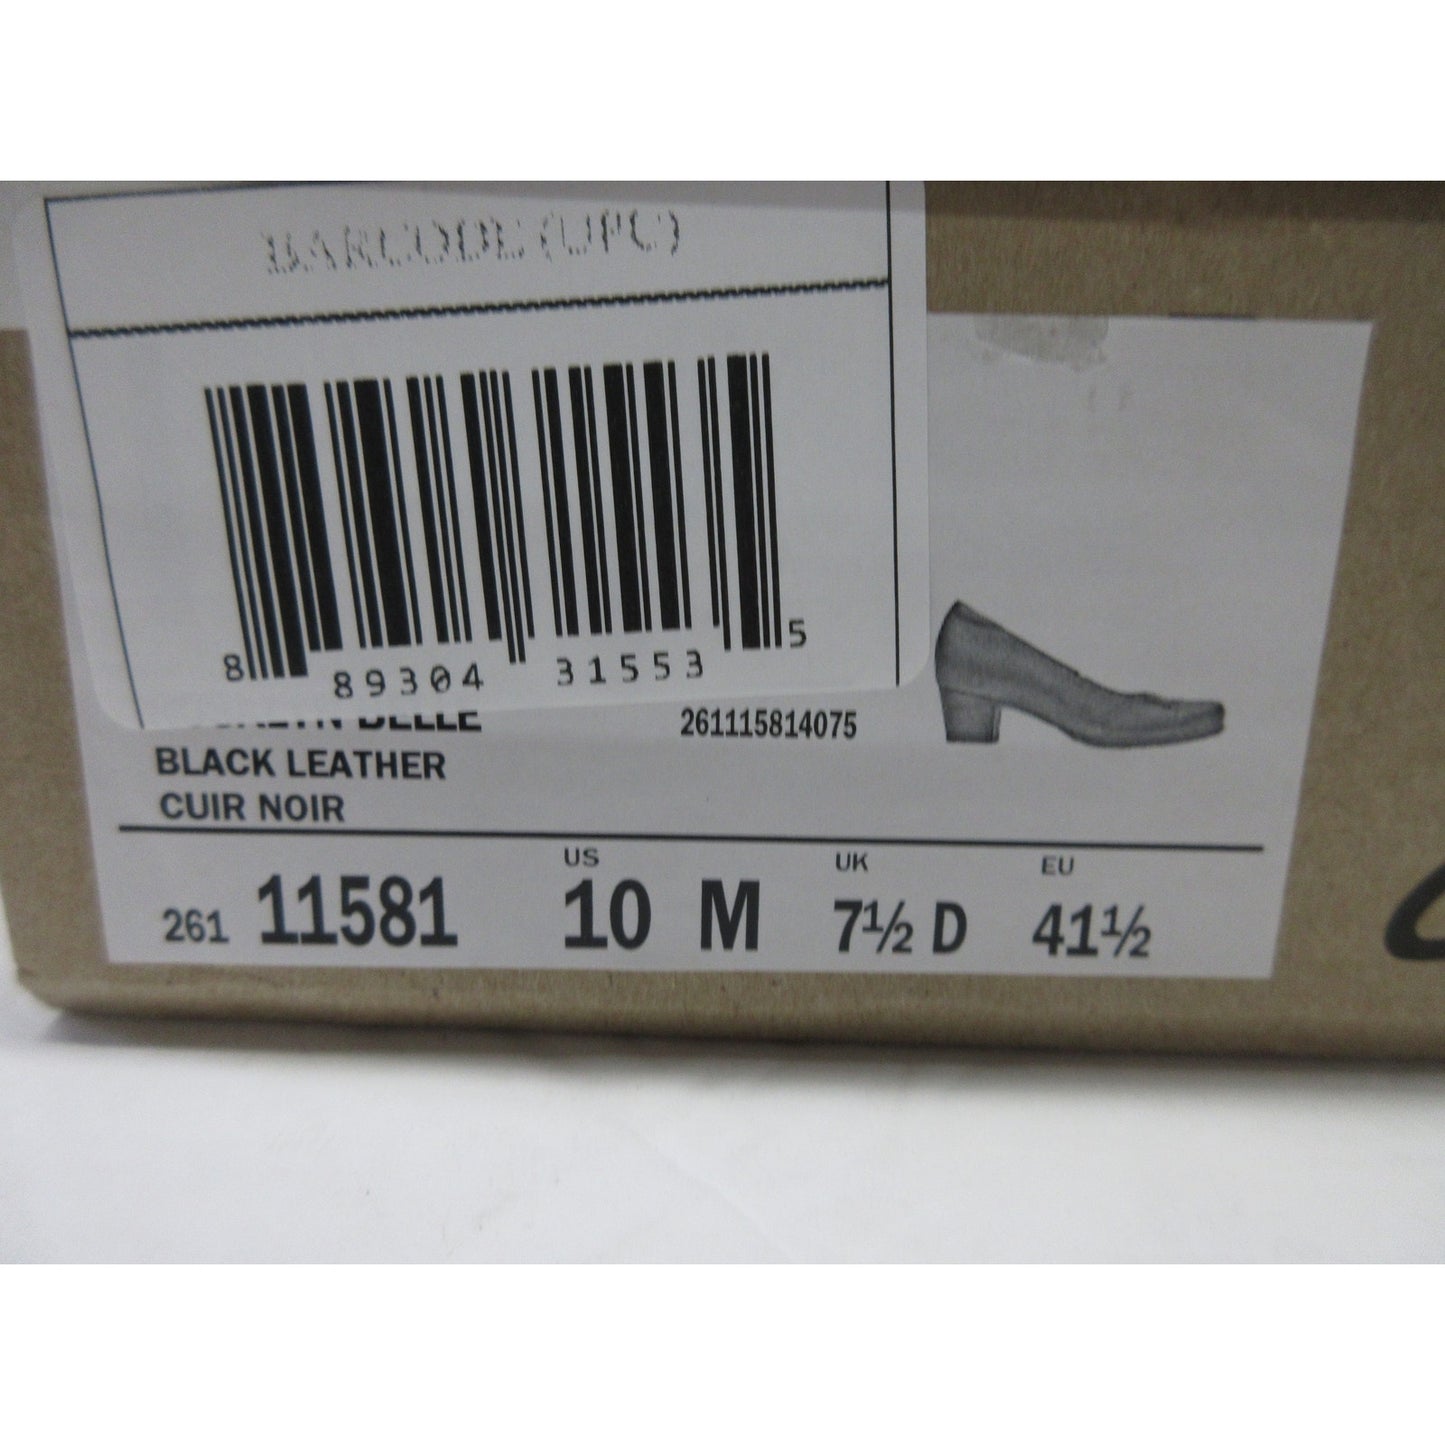 BARCODE (UPC)
8 89304 31553 5
BELLE 261115814075
BLACK LEATHER
CUIR NOIR
US UK EU
261 11581 10 M 7½ D 41½